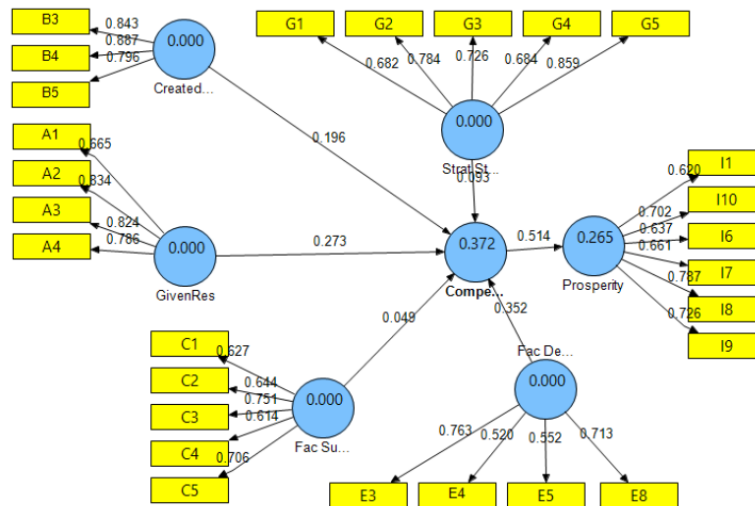 B3
B4
B5
0.843
0.887
0.796
0.000
Created...
G1
G2
G3
G4
G5
0.682
0.784
0.726
0.684
0.859
0.000
Strat St...
0.093
A1
A2
A3
A4
0.665
0.834
0.824
0.786
0.000
GivenRes
0.196
0.273
0.372
Compe...
0.514
0.265
Prosperity
I1
I10
I6
I7
I8
I9
0.620
0.702
0.637
0.661
0.726
0.049
0.352
C1
C2
C3
C4
C5
0.627
0.644
0.751
0.614
0.706
0.000
Fac Su...
Fac De...
0.000
0.763
0.520
0.552
0.713
E3
E4
E5
E8